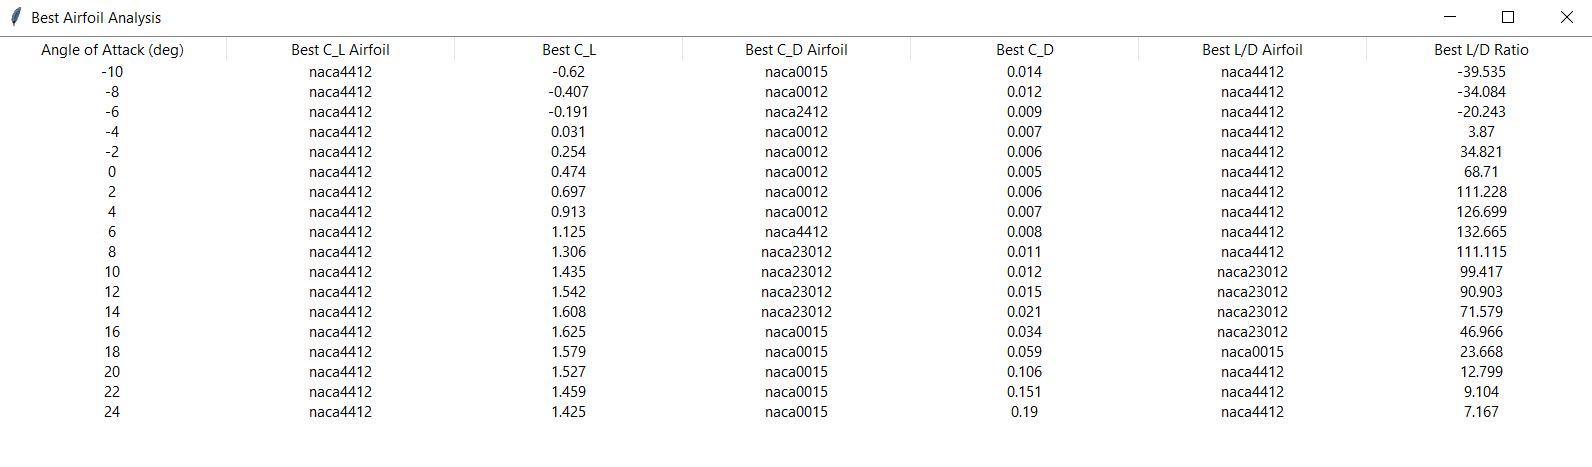 Best Airfoil Analysis
Angle of Attack (deg) Best C_L Airfoil Best C_L Best C_D Airfoil Best C_D Best L/D Airfoil Best L/D Ratio
-10 naca4412 -0.62 naca0015 0.014 naca4412 -39.535
-8 naca4412 -0.407 naca0012 0.012 naca4412 -34.084
-6 naca4412 -0.191 naca2412 0.009 naca4412 -20.243
-4 naca4412 0.031 naca0012 0.007 naca4412 3.87
-2 naca4412 0.254 naca0012 0.006 naca4412 34.821
0 naca4412 0.474 naca0012 0.005 naca4412 68.71
2 naca4412 0.697 naca0012 0.006 naca4412 111.228
4 naca4412 0.913 naca0012 0.007 naca4412 126.699
6 naca4412 1.125 naca4412 0.008 naca4412 132.665
8 naca4412 1.306 naca23012 0.011 naca4412 111.115
10 naca4412 1.435 naca23012 0.012 naca23012 99.417
12 naca4412 1.542 naca23012 0.015 naca23012 90.903
14 naca4412 1.608 naca23012 0.021 naca23012 71.579
16 naca4412 1.625 naca0015 0.034 naca23012 46.966
18 naca4412 1.579 naca0015 0.059 naca0015 23.668
20 naca4412 1.527 naca0015 0.106 naca4412 12.799
22 naca4412 1.459 naca0015 0.151 naca4412 9.104
24 naca4412 1.425 naca0015 0.19 naca4412 7.167